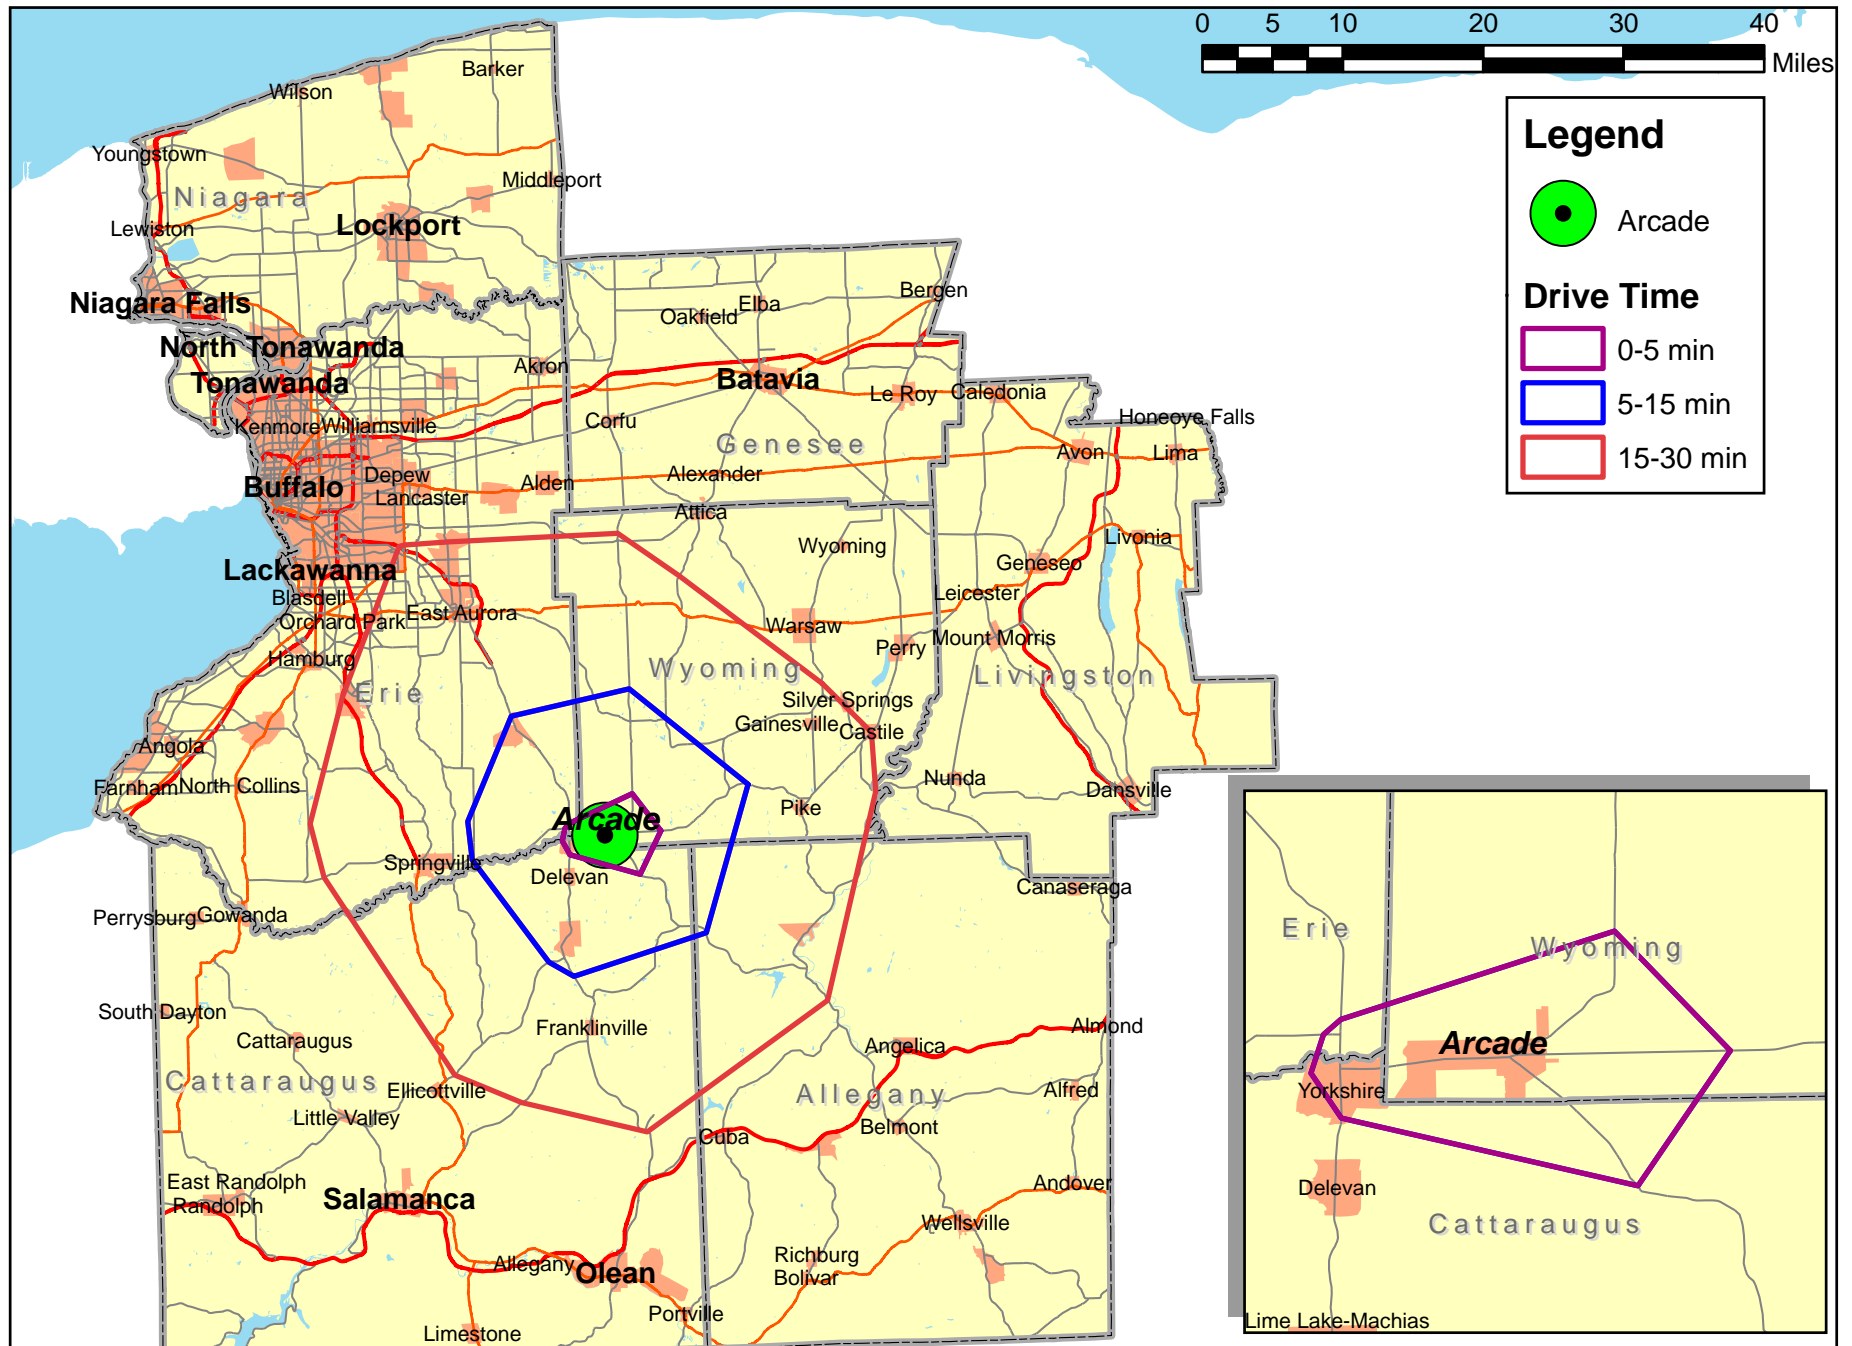 0 5 10 20 30 40
Miles
Legend
Arcade
Drive Time
0-5 min
5-15 min
15-30 min
Barker
Wilson
Youngstown
Niagara
Middleport
Lewiston
Lockport
Niagara Falls
North Tonawanda
Tonawanda
Kenmore
Williamsville
Akron
Oakfield
Elba
Bergen
Batavia
Le Roy
Caledonia
Corfu
Genesee
Honeoye Falls
Avon
Lima
Depew
Buffalo
Lancaster
Alden
Alexander
Attica
Wyoming
Livonia
Geneseo
Lackawanna
Blasdell
Orchard Park
East Aurora
Hamburg
Leicester
Warsaw
Perry
Mount Morris
Wyoming
Livingston
Erie
Silver Springs
Gainesville
Castile
Angola
Farnham
North Collins
Nunda
Dansville
Pike
Arcade
Springville
Delevan
Canaseraga
Perrysburg
Gowanda
South Dayton
Cattaraugus
Franklinville
Almond
Angelica
Cattaraugus
Ellicottville
Allegany
Alfred
Little Valley
Belmont
Cuba
East Randolph
Randolph
Salamanca
Andover
Wellsville
Allegany
Olean
Richburg
Bolivar
Portville
Limestone
Erie
Wyoming
Arcade
Yorkshire
Delevan
Cattaraugus
Lime Lake-Machias